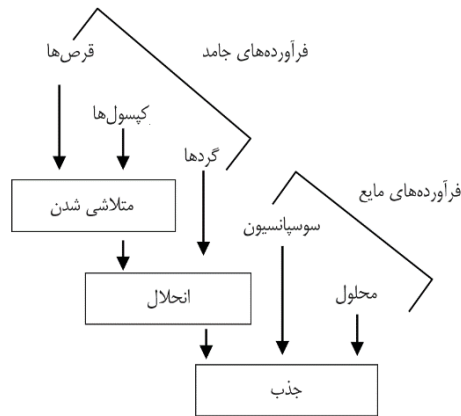 فرآورده‌های جامد
قرص‌ها
کپسول‌ها
گردها
فرآورده‌های مایع
متلاشی شدن
سوسپانسیون
محلول
انحلال
جذب